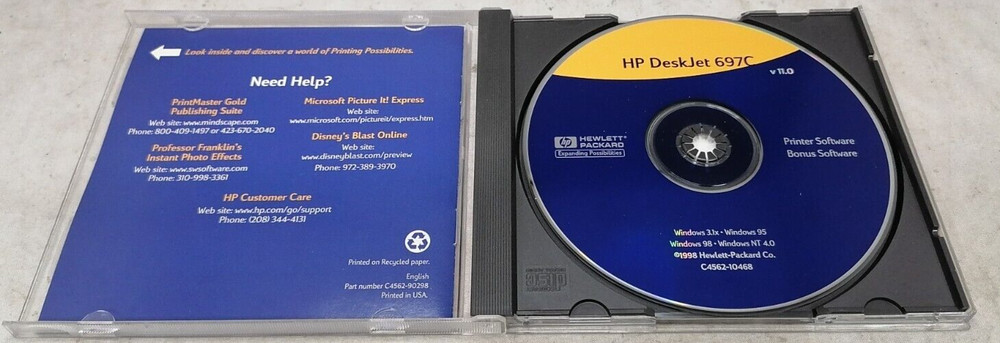 Look inside and discover a world of Printing Possibilities.
Need Help?
PrintMaster Gold
Publishing Suite
Web site: www.mindscape.com
Phone: 800-409-1497 or 423-670-2040
Professor Franklin's
Instant Photo Effects
Web site: www.swsoftware.com
Phone: 310-998-3361
Microsoft Picture It! Express
Web site:
www.microsoft.com/pictureit/express.htm
Disney's Blast Online
Web site:
www.disneyblast.com/preview
Phone: 972-389-3970
HP Customer Care
Web site: www.hp.com/go/support
Phone: (208) 344-4131
Printed on Recycled paper.
English
Part number C4562-90298
Printed in USA.
HP DeskJet 697C
v 11.0
hp HEWLETT®
PACKARD
Expanding Possibilities
Printer Software
Bonus Software
Windows 3.1x • Windows 95
Windows 98 • Windows NT 4.0
©1998 Hewlett-Packard Co.
C4562-10468